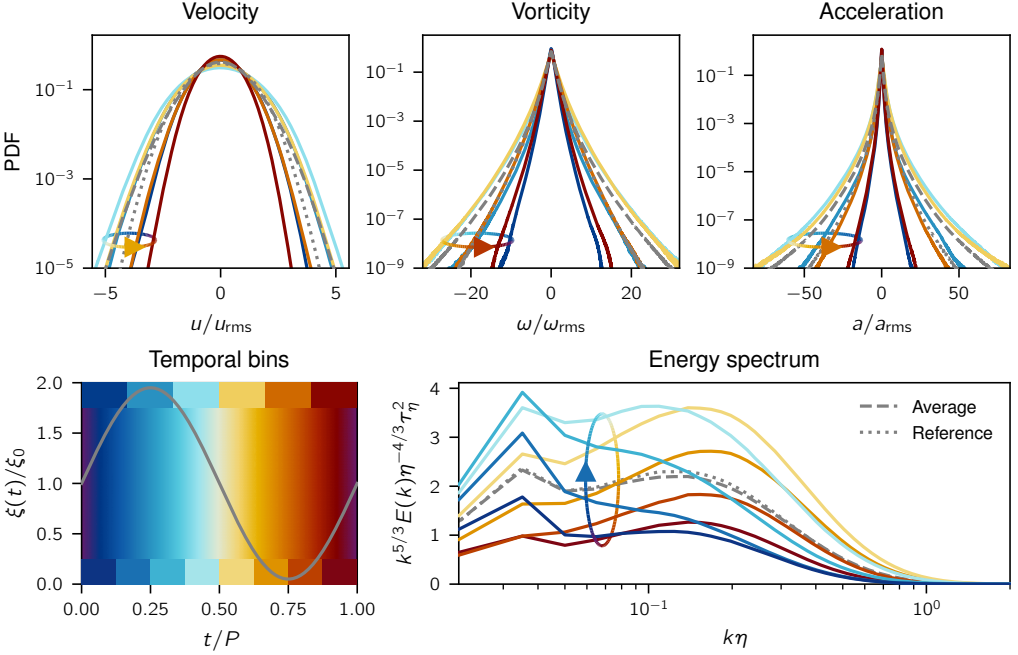 Velocity
Vorticity
Acceleration
PDF
10⁻¹
10⁻³
10⁻⁵
−5
0
5
u/u_rms
10⁻¹
10⁻³
10⁻⁵
10⁻⁷
10⁻⁹
−20
0
20
ω/ω_rms
10⁻¹
10⁻³
10⁻⁵
10⁻⁷
10⁻⁹
−50
0
50
a/a_rms
Temporal bins
ξ(t)/ξ₀
2.0
1.5
1.0
0.5
0.0
0.00
0.25
0.50
0.75
1.00
t/P
Energy spectrum
k^{5/3}E(k)η^{−4/3}τ_η^2
4
3
2
1
0
Average
Reference
10⁻¹
10⁰
kη